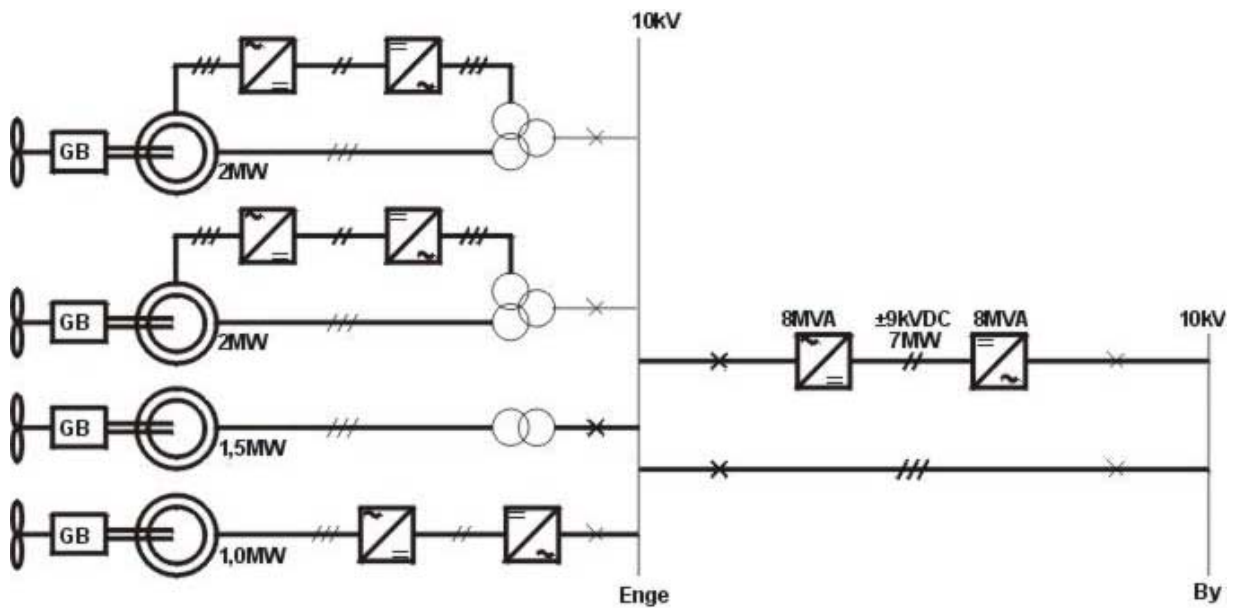 10kV
GB
2MW
GB
2MW
8MVA
±9kVDC
7MW
8MVA
10kV
GB
1,5MW
GB
1,0MW
Enge
By